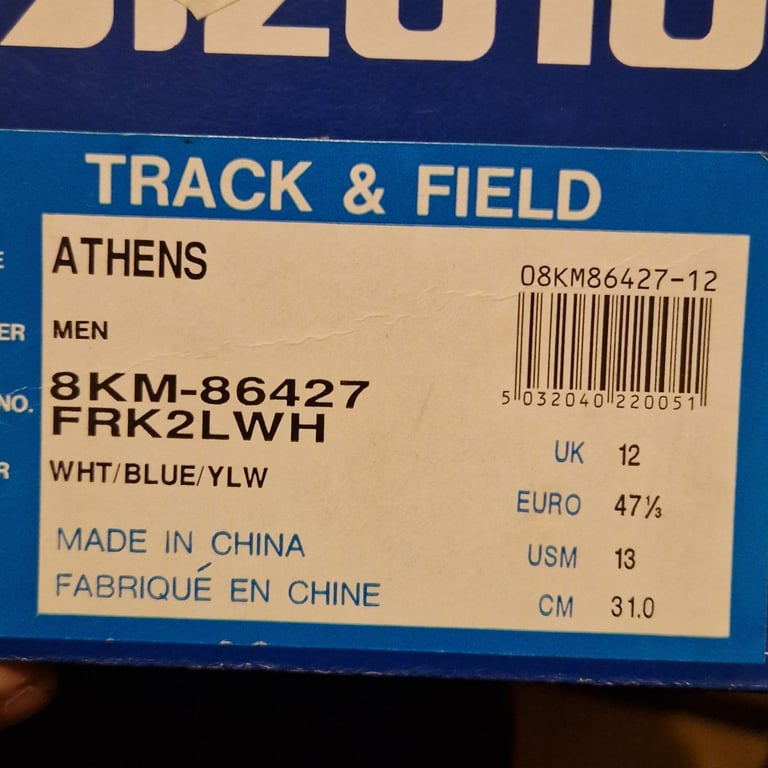 TRACK & FIELD
ATHENS
08KM86427-12
MEN
8KM-86427
5 032040 220051
FRK2LWH
UK 12
WHT/BLUE/YLW
EURO 47⅓
MADE IN CHINA
USM 13
FABRIQUÉ EN CHINE
CM 31.0
NO.